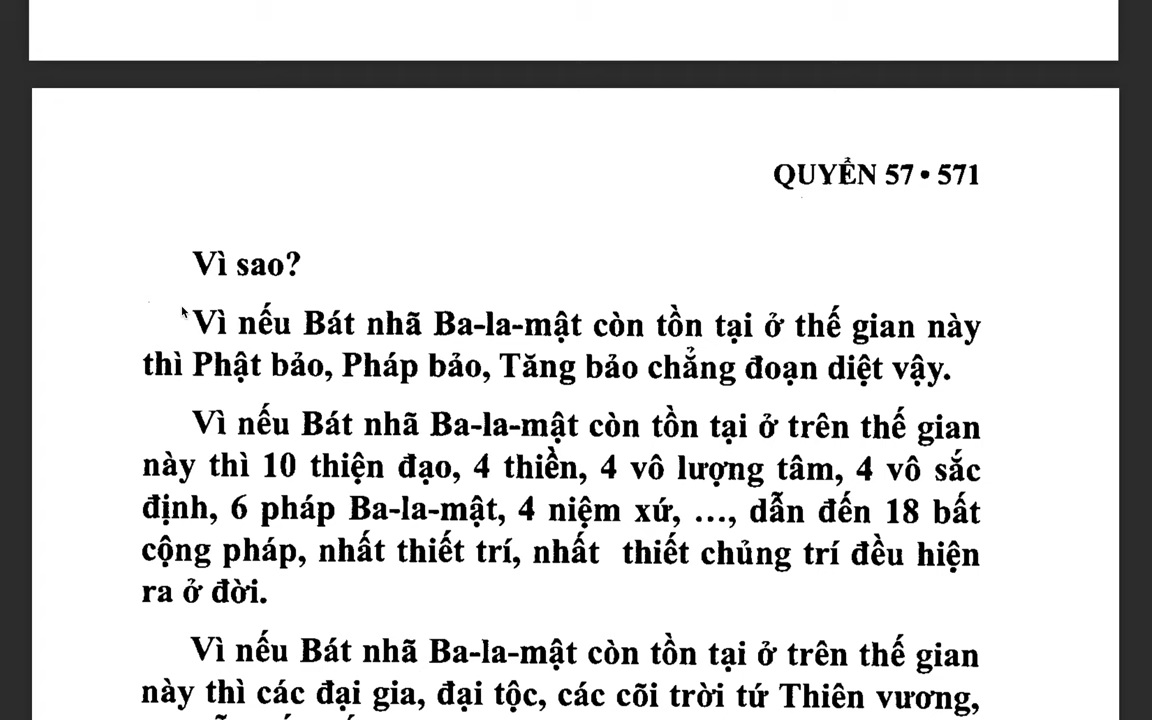 QUYỂN 57 • 571
Vì sao?
Vì nếu Bát nhã Ba-la-mật còn tồn tại ở thế gian này
thì Phật bảo, Pháp bảo, Tăng bảo chẳng đoạn diệt vậy.
Vì nếu Bát nhã Ba-la-mật còn tồn tại ở trên thế gian
này thì 10 thiện đạo, 4 thiền, 4 vô lượng tâm, 4 vô sắc
định, 6 pháp Ba-la-mật, 4 niệm xứ, ..., dẫn đến 18 bất
cộng pháp, nhất thiết trí, nhất thiết chủng trí đều hiện
ra ở đời.
Vì nếu Bát nhã Ba-la-mật còn tồn tại ở trên thế gian
này thì các đại gia, đại tộc, các cõi trời tứ Thiên vương,